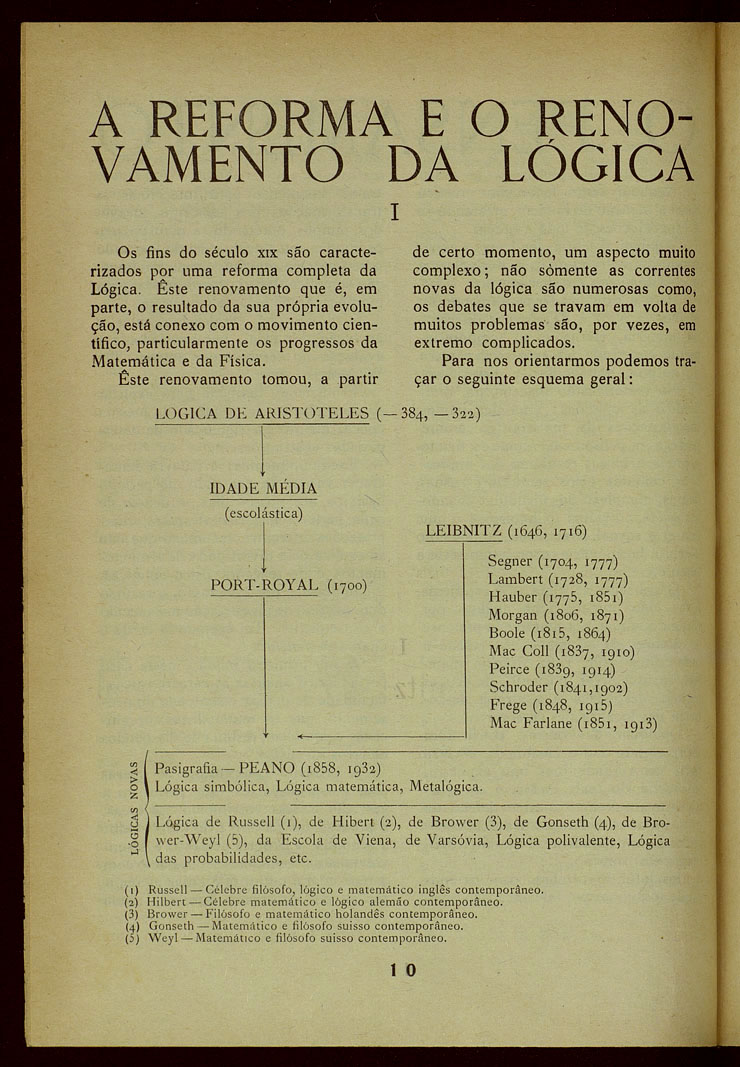 A REFORMA E O RENO-
VAMENTO DA LÓGICA
I
Os fins do século XIX são caracte-
rizados por uma reforma completa da
Lógica. Êste renovamento que é, em
parte, o resultado da sua própria evolu-
ção, está conexo com o movimento cien-
tífico, particularmente os progressos da
Matemática e da Física.
Êste renovamento tomou, a partir
de certo momento, um aspecto muito
complexo; não sòmente as correntes
novas da lógica são numerosas como,
os debates que se travam em volta de
muitos problemas são, por vezes, em
extremo complicados.
Para nos orientarmos podemos tra-
çar o seguinte esquema geral:
LOGICA DE ARISTOTELES (—384, —322)
IDADE MÉDIA
(escolástica)
PORT-ROYAL (1700)
LEIBNITZ (1646, 1716)
Segner (1704, 1777)
Lambert (1728, 1777)
Hauber (1775, 1851)
Morgan (1806, 1871)
Boole (1815, 1864)
Mac Coll (1837, 1910)
Peirce (1839, 1914)
Schroder (1841,1902)
Frege (1848, 1915)
Mac Farlane (1851, 1913)
LÓGICAS NOVAS
Pasigrafia — PEANO (1858, 1932)
Lógica simbólica, Lógica matemática, Metalógica.
Lógica de Russell (1), de Hibert (2), de Brower (3), de Gonseth (4), de Bro-
wer-Weyl (5), da Escola de Viena, de Varsóvia, Lógica polivalente, Lógica
das probabilidades, etc.
(1) Russell — Célebre filósofo, lógico e matemático inglês contemporâneo.
(2) Hilbert — Célebre matemático e lógico alemão contemporâneo.
(3) Brower — Filósofo e matemático holandês contemporâneo.
(4) Gonseth — Matemático e filósofo suisso contemporâneo.
(5) Weyl — Matemático e filósofo suisso contemporâneo.
10